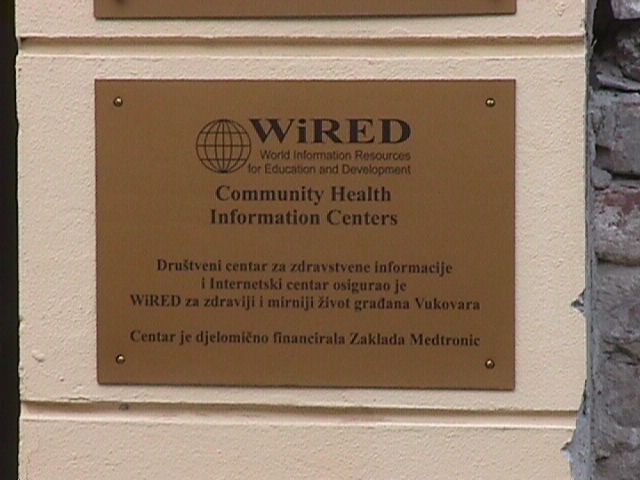 WiRED
World Information Resources
for Education and Development
Community Health
Information Centers
Društveni centar za zdravstvene informacije
i Internetski centar osigurao je
WiRED za zdraviji i mirniji život građana Vukovara
Centar je djelomično financirala Zaklada Medtronic